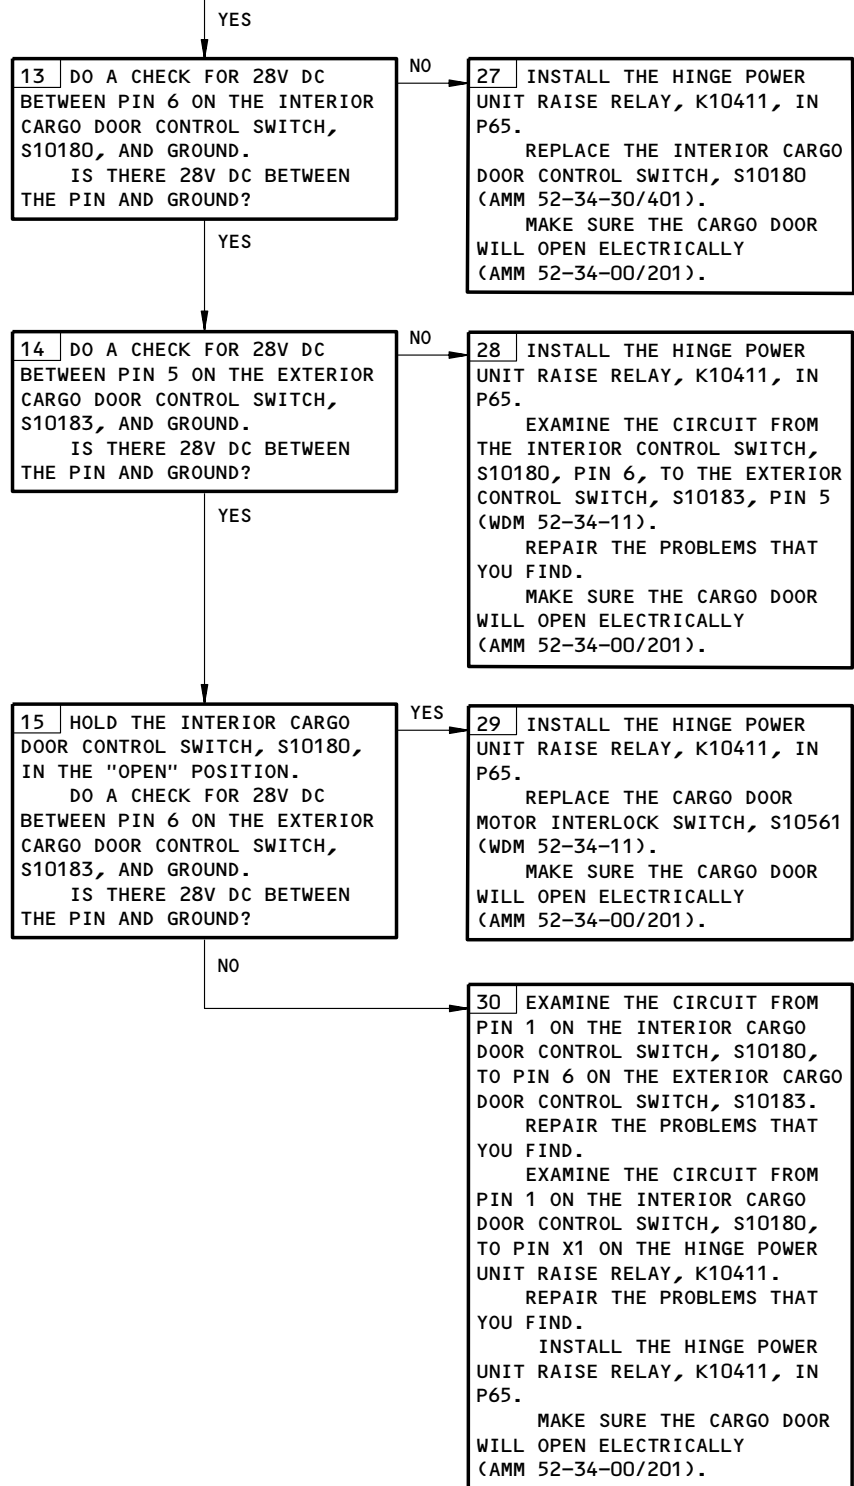 YES
13 DO A CHECK FOR 28V DC
BETWEEN PIN 6 ON THE INTERIOR
CARGO DOOR CONTROL SWITCH,
S10180, AND GROUND.
IS THERE 28V DC BETWEEN
THE PIN AND GROUND?
NO
27 INSTALL THE HINGE POWER
UNIT RAISE RELAY, K10411, IN
P65.
REPLACE THE INTERIOR CARGO
DOOR CONTROL SWITCH, S10180
(AMM 52-34-30/401).
MAKE SURE THE CARGO DOOR
WILL OPEN ELECTRICALLY
(AMM 52-34-00/201).
YES
14 DO A CHECK FOR 28V DC
BETWEEN PIN 5 ON THE EXTERIOR
CARGO DOOR CONTROL SWITCH,
S10183, AND GROUND.
IS THERE 28V DC BETWEEN
THE PIN AND GROUND?
NO
28 INSTALL THE HINGE POWER
UNIT RAISE RELAY, K10411, IN
P65.
EXAMINE THE CIRCUIT FROM
THE INTERIOR CONTROL SWITCH,
S10180, PIN 6, TO THE EXTERIOR
CONTROL SWITCH, S10183, PIN 5
(WDM 52-34-11).
REPAIR THE PROBLEMS THAT
YOU FIND.
MAKE SURE THE CARGO DOOR
WILL OPEN ELECTRICALLY
(AMM 52-34-00/201).
YES
15 HOLD THE INTERIOR CARGO
DOOR CONTROL SWITCH, S10180,
IN THE "OPEN" POSITION.
DO A CHECK FOR 28V DC
BETWEEN PIN 6 ON THE EXTERIOR
CARGO DOOR CONTROL SWITCH,
S10183, AND GROUND.
IS THERE 28V DC BETWEEN
THE PIN AND GROUND?
YES
29 INSTALL THE HINGE POWER
UNIT RAISE RELAY, K10411, IN
P65.
REPLACE THE CARGO DOOR
MOTOR INTERLOCK SWITCH, S10561
(WDM 52-34-11).
MAKE SURE THE CARGO DOOR
WILL OPEN ELECTRICALLY
(AMM 52-34-00/201).
NO
30 EXAMINE THE CIRCUIT FROM
PIN 1 ON THE INTERIOR CARGO
DOOR CONTROL SWITCH, S10180,
TO PIN 6 ON THE EXTERIOR CARGO
DOOR CONTROL SWITCH, S10183.
REPAIR THE PROBLEMS THAT
YOU FIND.
EXAMINE THE CIRCUIT FROM
PIN 1 ON THE INTERIOR CARGO
DOOR CONTROL SWITCH, S10180,
TO PIN X1 ON THE HINGE POWER
UNIT RAISE RELAY, K10411.
REPAIR THE PROBLEMS THAT
YOU FIND.
INSTALL THE HINGE POWER
UNIT RAISE RELAY, K10411, IN
P65.
MAKE SURE THE CARGO DOOR
WILL OPEN ELECTRICALLY
(AMM 52-34-00/201).